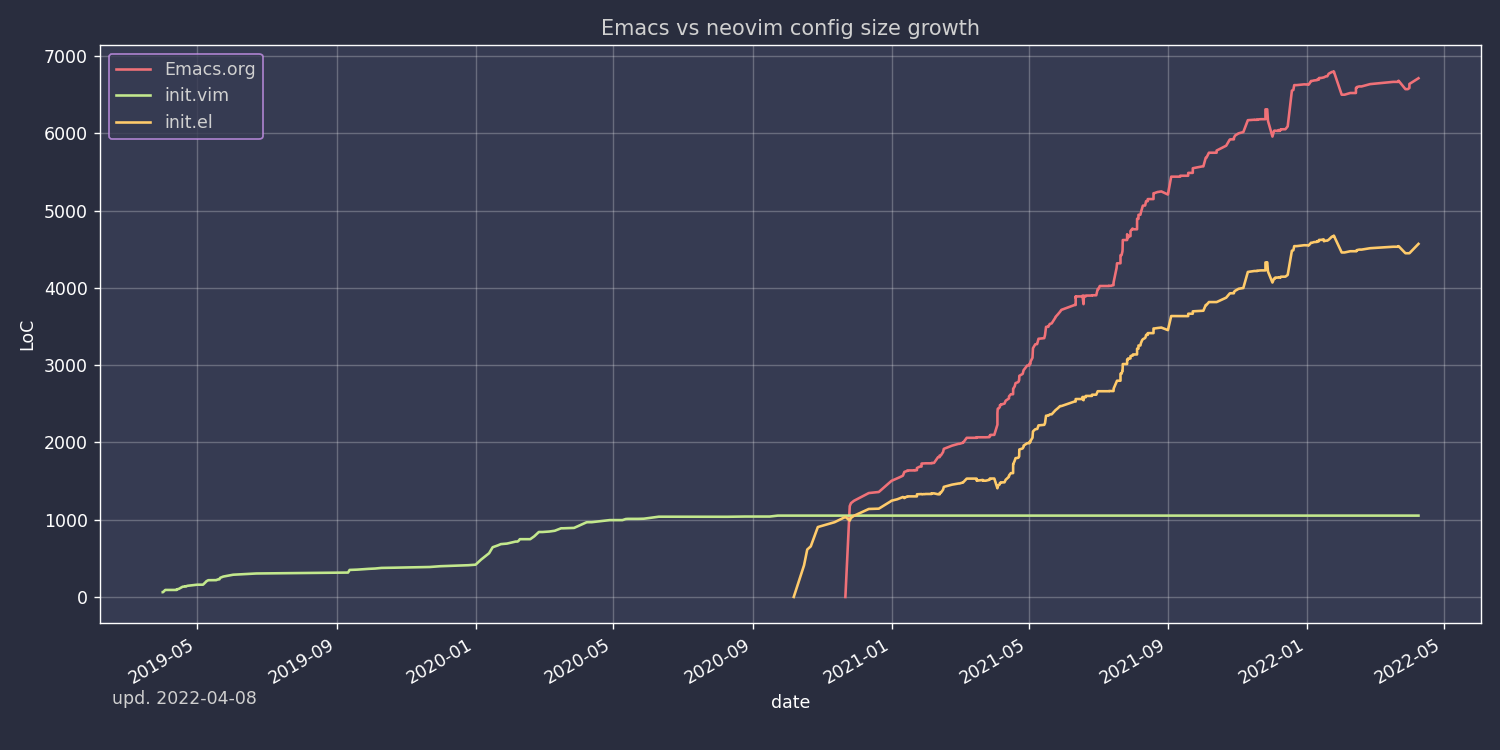 Emacs vs neovim config size growth
Emacs.org
init.vim
init.el
7000
6000
5000
4000
3000
2000
1000
0
LoC
2019-05
2019-09
2020-01
2020-05
2020-09
2021-01
2021-05
2021-09
2022-01
2022-05
date
upd. 2022-04-08